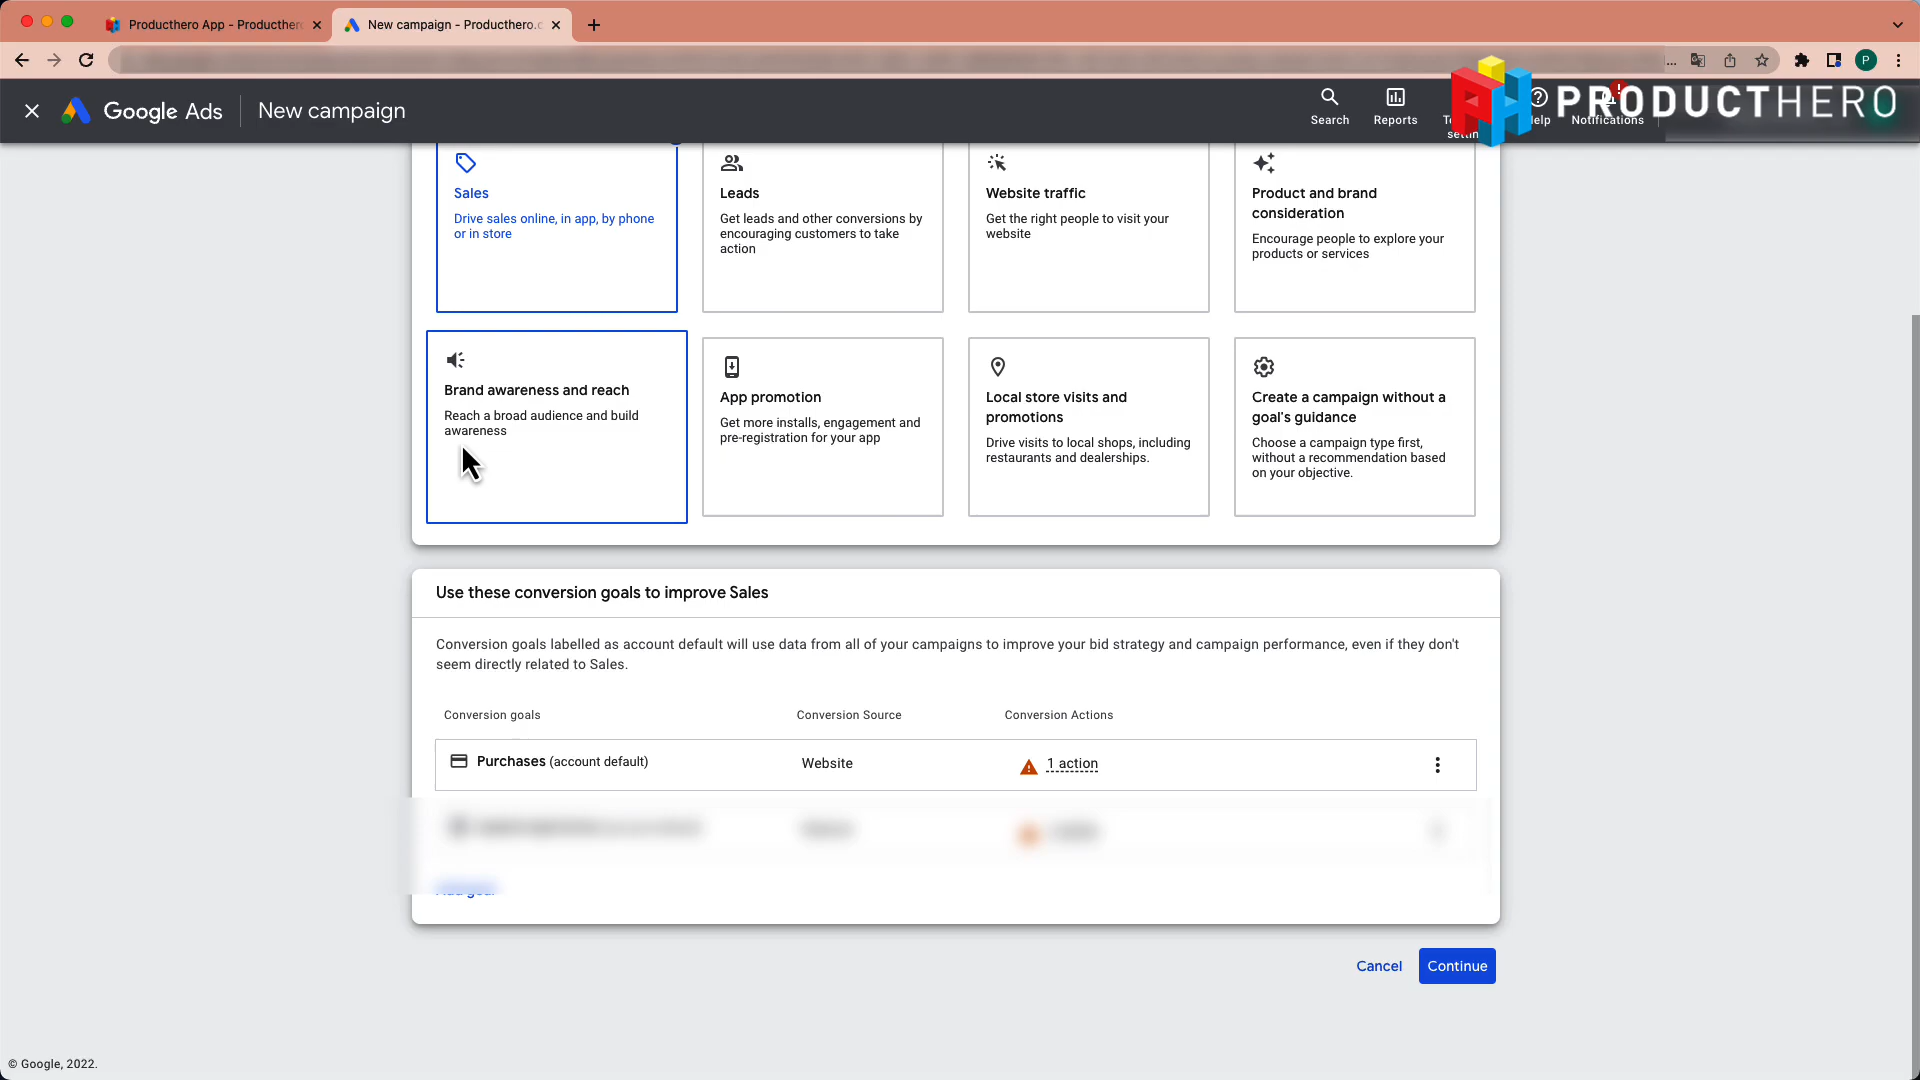 Producthero App - Producthero
New campaign - Producthero.c
P
Google Ads
New campaign
Search
Reports
Notifications
PRODUCTHERO
Sales
Drive sales online, in app, by phone
or in store
Leads
Get leads and other conversions by
encouraging customers to take
action
Website traffic
Get the right people to visit your
website
Product and brand
consideration
Encourage people to explore your
products or services
Brand awareness and reach
Reach a broad audience and build
awareness
App promotion
Get more installs, engagement and
pre-registration for your app
Local store visits and
promotions
Drive visits to local shops, including
restaurants and dealerships.
Create a campaign without a
goal's guidance
Choose a campaign type first,
without a recommendation based
on your objective.
Use these conversion goals to improve Sales
Conversion goals labelled as account default will use data from all of your campaigns to improve your bid strategy and campaign performance, even if they don't
seem directly related to Sales.
Conversion goals
Conversion Source
Conversion Actions
Purchases (account default)
Website
1 action
Cancel
Continue
© Google, 2022.